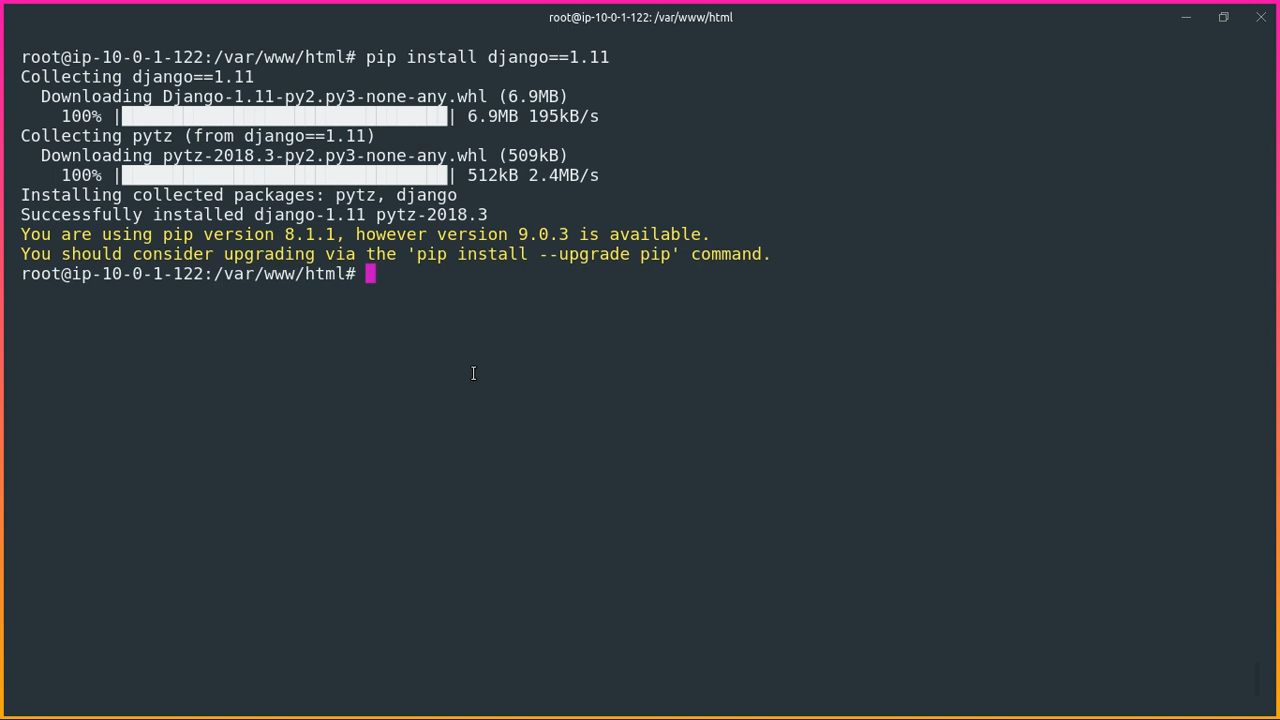 root@ip-10-0-1-122: /var/www/html
root@ip-10-0-1-122:/var/www/html# pip install django==1.11
Collecting django==1.11
  Downloading Django-1.11-py2.py3-none-any.whl (6.9MB)
    100% |████████████████████████████████| 6.9MB 195kB/s
Collecting pytz (from django==1.11)
  Downloading pytz-2018.3-py2.py3-none-any.whl (509kB)
    100% |████████████████████████████████| 512kB 2.4MB/s
Installing collected packages: pytz, django
Successfully installed django-1.11 pytz-2018.3
You are using pip version 8.1.1, however version 9.0.3 is available.
You should consider upgrading via the 'pip install --upgrade pip' command.
root@ip-10-0-1-122:/var/www/html#